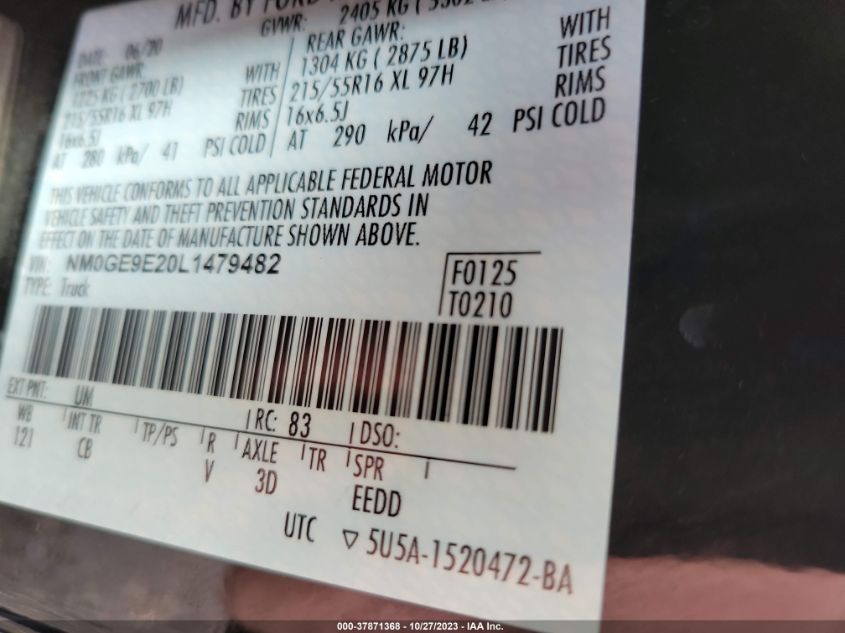 MFD. BY FORD
DATE: 06/20 GVWR: 2405 KG ( 5302 L
FRONT GAWR: REAR GAWR:
1225 KG ( 2700 LB) WITH 1304 KG ( 2875 LB) WITH
215/55R16 XL 97H TIRES 215/55R16 XL 97H TIRES
16x6.5J RIMS 16x6.5J RIMS
AT 280 kPa/ 41 PSI COLD AT 290 kPa/ 42 PSI COLD
THIS VEHICLE CONFORMS TO ALL APPLICABLE FEDERAL MOTOR
VEHICLE SAFETY AND THEFT PREVENTION STANDARDS IN
EFFECT ON THE DATE OF MANUFACTURE SHOWN ABOVE.
VIN: NM0GE9E20L1479482 F0125
TYPE: Truck T0210
EXT PNT: UM RC: 83 DSO:
WB INT TR TP/PS R AXLE TR SPR
121 CB V 3D EEDD
UTC ▽ 5U5A-1520472-BA
000-37871368 | 10/27/2023 - IAA Inc.